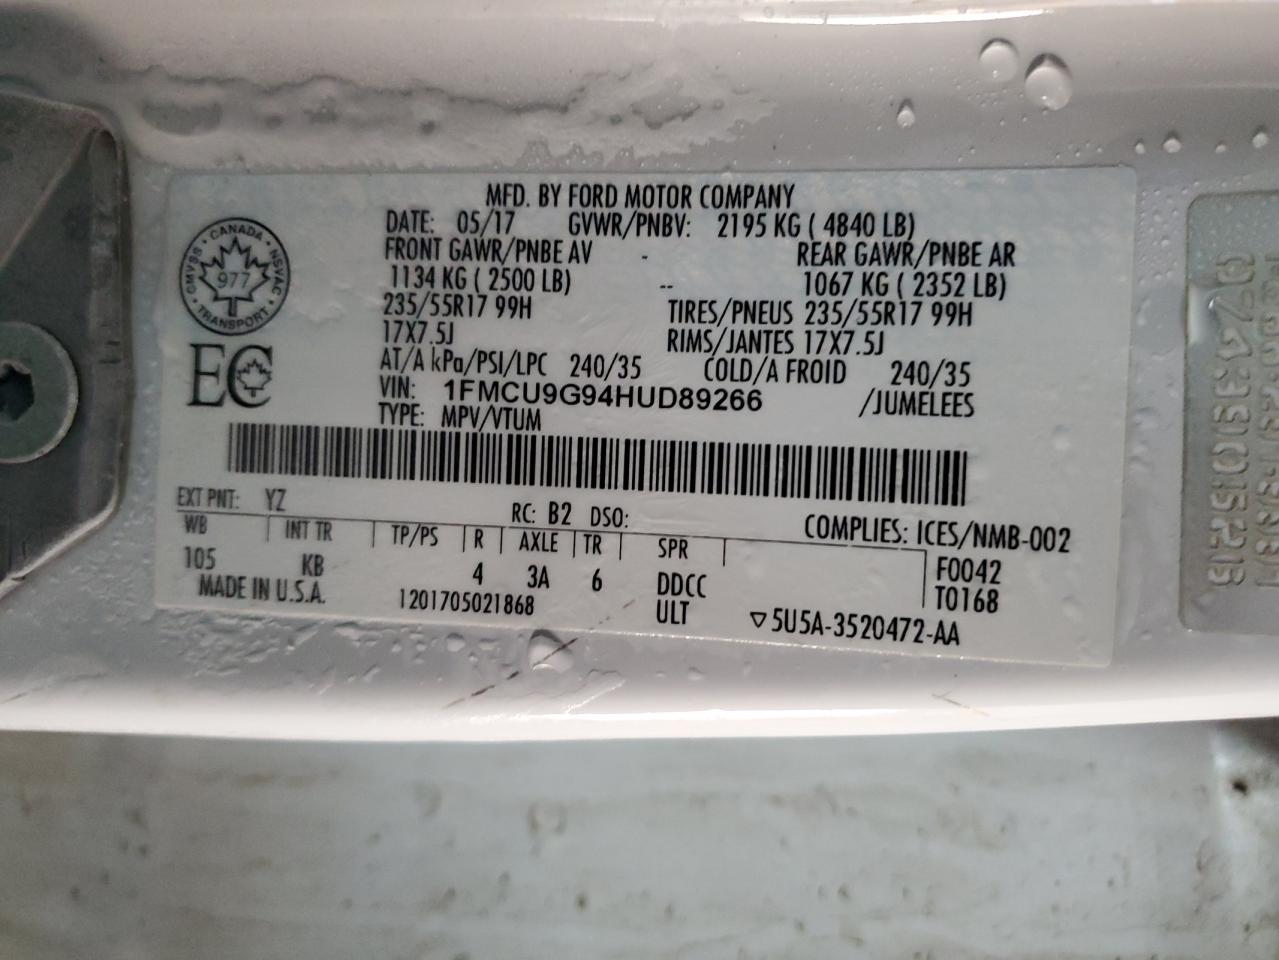 MFD. BY FORD MOTOR COMPANY
DATE: 05/17 GVWR/PNBV: 2195 KG ( 4840 LB)
FRONT GAWR/PNBE AV - REAR GAWR/PNBE AR
1134 KG ( 2500 LB) -- 1067 KG ( 2352 LB)
235/55R17 99H TIRES/PNEUS 235/55R17 99H
17X7.5J RIMS/JANTES 17X7.5J
AT/A kPa/PSI/LPC 240/35 COLD/A FROID 240/35
VIN: 1FMCU9G94HUD89266 /JUMELEES
TYPE: MPV/VTUM
CANADA
CMVSS NSVAC
977
TRANSPORT
EC
EXT PNT: YZ RC: B2 DSO:
COMPLIES: ICES/NMB-002
WB INT TR TP/PS R AXLE TR SPR
105 KB 4 3A 6 DDCC F0042
ULT T0168
MADE IN U.S.A. 1201705021868 5U5A-3520472-AA